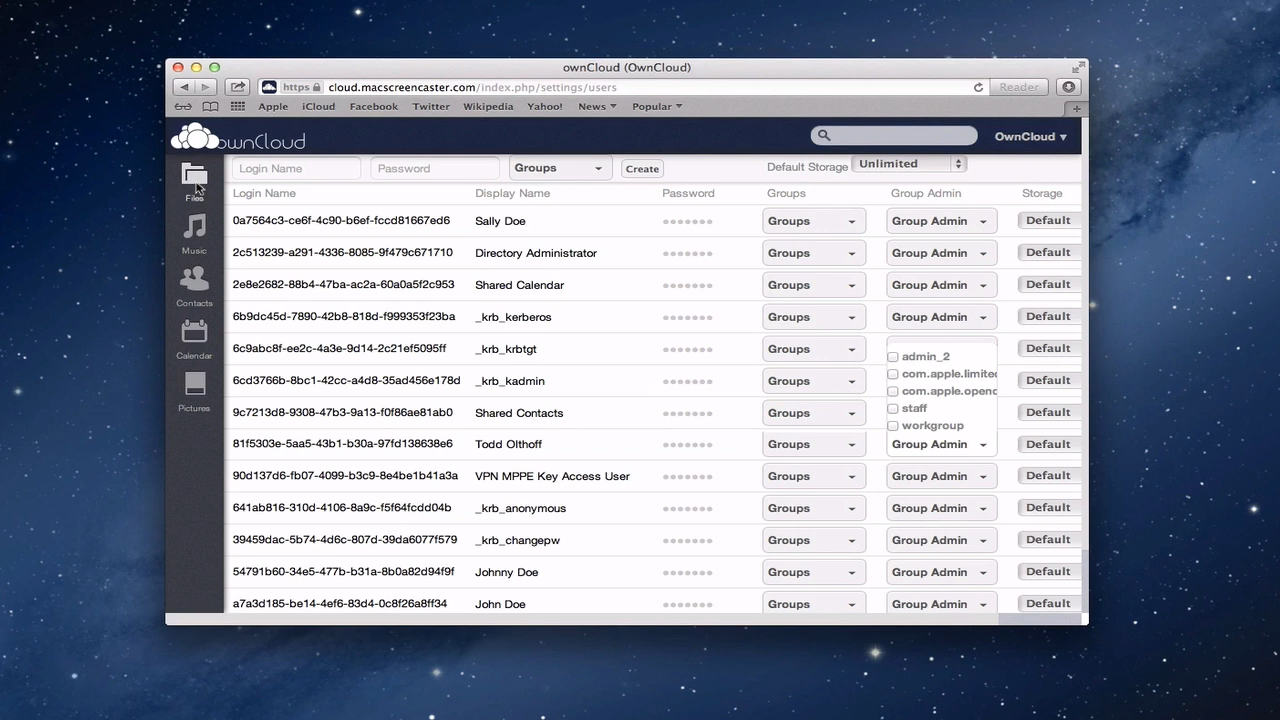 ownCloud (OwnCloud)
https cloud.macscreencaster.com/index.php/settings/users Reader
Apple iCloud Facebook Twitter Wikipedia Yahoo! News Popular
ownCloud OwnCloud
Login Name Password Groups Create Default Storage Unlimited
Files
Music
Contacts
Calendar
Pictures
Login Name Display Name Password Groups Group Admin Storage
0a7564c3-ce6f-4c90-b6ef-fccd81667ed6 Sally Doe Groups Group Admin Default
2c513239-a291-4336-8085-9f479c671710 Directory Administrator Groups Group Admin Default
2e8e2682-88b4-47ba-ac2a-60a0a5f2c953 Shared Calendar Groups Group Admin Default
6b9dc45d-7890-42b8-818d-f999353f23ba _krb_kerberos Groups Group Admin Default
6c9abc8f-ee2c-4a3e-9d14-2c21ef5095ff _krb_krbtgt Groups Default
6cd3766b-8bc1-42cc-a4d8-35ad456e178d _krb_kadmin Groups Default
9c7213d8-9308-47b3-9a13-f0f86ae81ab0 Shared Contacts Groups Default
admin_2
com.apple.limite
com.apple.opend
staff
workgroup
81f5303e-5aa5-43b1-b30a-97fd138638e6 Todd Olthoff Groups Group Admin Default
90d137d6-fb07-4099-b3c9-8e4be1b41a3a VPN MPPE Key Access User Groups Group Admin Default
641ab816-310d-4106-8a9c-f5f64fcdd04b _krb_anonymous Groups Group Admin Default
39459dac-5b74-4d6c-807d-39da6077f579 _krb_changepw Groups Group Admin Default
54791b60-34e5-477b-b31a-8b0a82d94f9f Johnny Doe Groups Group Admin Default
a7a3d185-be14-4ef6-83d4-0c8f26a8ff34 John Doe Groups Group Admin Default